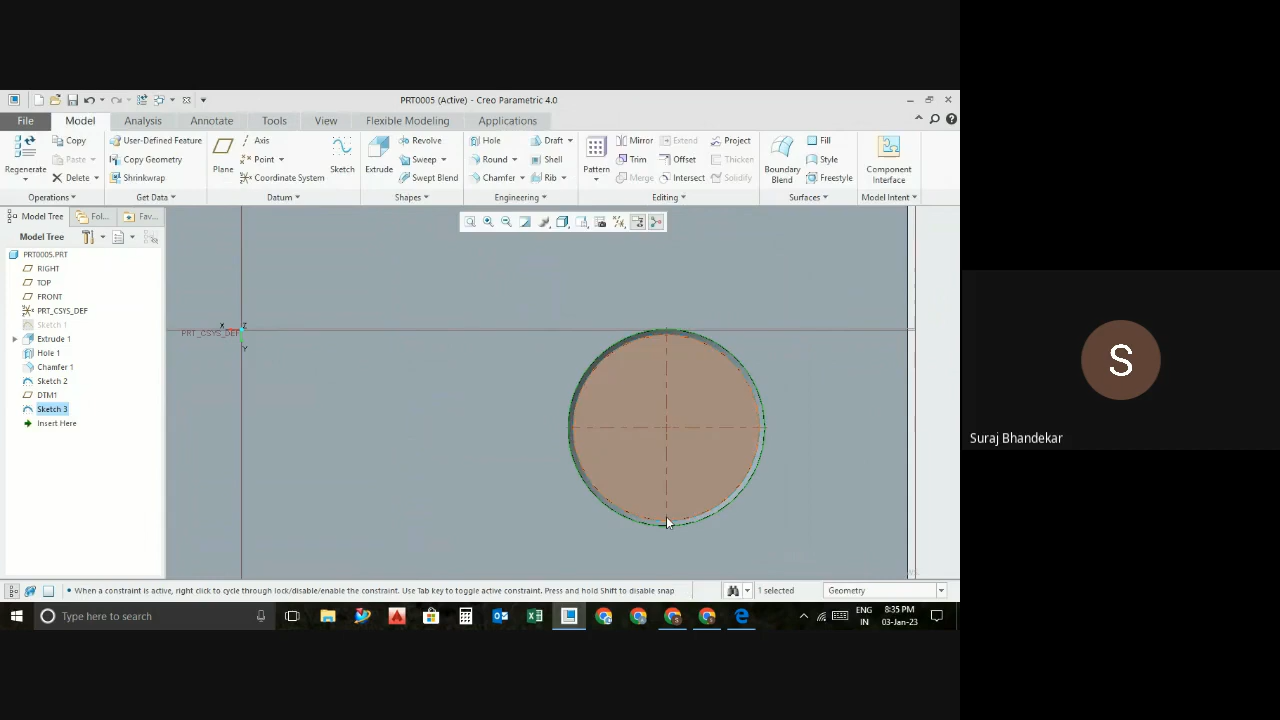 PRT0005 (Active) - Creo Parametric 4.0
File Model Analysis Annotate Tools View Flexible Modeling Applications
Regenerate
Copy
Paste
Delete
Operations
User-Defined Feature
Copy Geometry
Shrinkwrap
Get Data
Plane
Axis
Point
Coordinate System
Sketch
Datum
Extrude
Revolve
Sweep
Swept Blend
Shapes
Hole
Round
Chamfer
Draft
Shell
Rib
Engineering
Pattern
Mirror
Trim
Merge
Extend
Offset
Intersect
Project
Thicken
Solidify
Editing
Boundary
Blend
Fill
Style
Freestyle
Surfaces
Component
Interface
Model Intent
Model Tree Fol... Fav...
Model Tree
PRT0005.PRT
RIGHT
TOP
FRONT
PRT_CSYS_DEF
Sketch 1
Extrude 1
Hole 1
Chamfer 1
Sketch 2
DTM1
Sketch 3
Insert Here
X Z
PRT_CSYS_DEF
Y
S
Suraj Bhandekar
When a constraint is active, right click to cycle through lock/disable/enable the constraint. Use Tab key to toggle active constraint. Press and hold Shift to disable snap
1 selected
Geometry
Type here to search
ENG
IN
8:35 PM
03-Jan-23